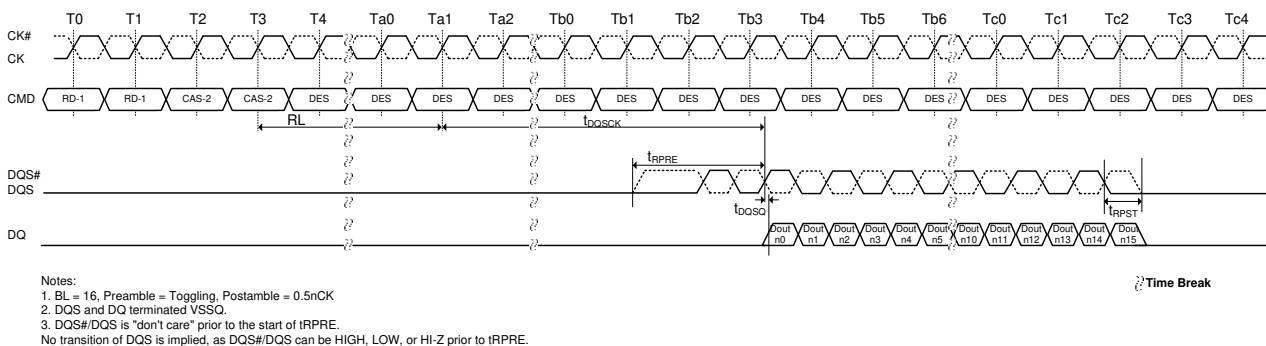 T0 T1 T2 T3 T4 Ta0 Ta1 Ta2 Tb0 Tb1 Tb2 Tb3 Tb4 Tb5 Tb6 Tc0 Tc1 Tc2 Tc3 Tc4
CK#
CK
CMD RD-1 RD-1 CAS-2 CAS-2 DES DES DES DES DES DES DES DES DES DES DES DES DES DES DES DES
RL tDQSCK
tRPRE
DQS#
DQS
tDQSQ tRPST
DQ
Dout n0 Dout n1 Dout n2 Dout n3 Dout n4 Dout n5 Dout n10 Dout n11 Dout n12 Dout n13 Dout n14 Dout n15
Notes:
1. BL = 16, Preamble = Toggling, Postamble = 0.5nCK
2. DQS and DQ terminated VSSQ.
3. DQS#/DQS is "don't care" prior to the start of tRPRE.
No transition of DQS is implied, as DQS#/DQS can be HIGH, LOW, or HI-Z prior to tRPRE.
Time Break